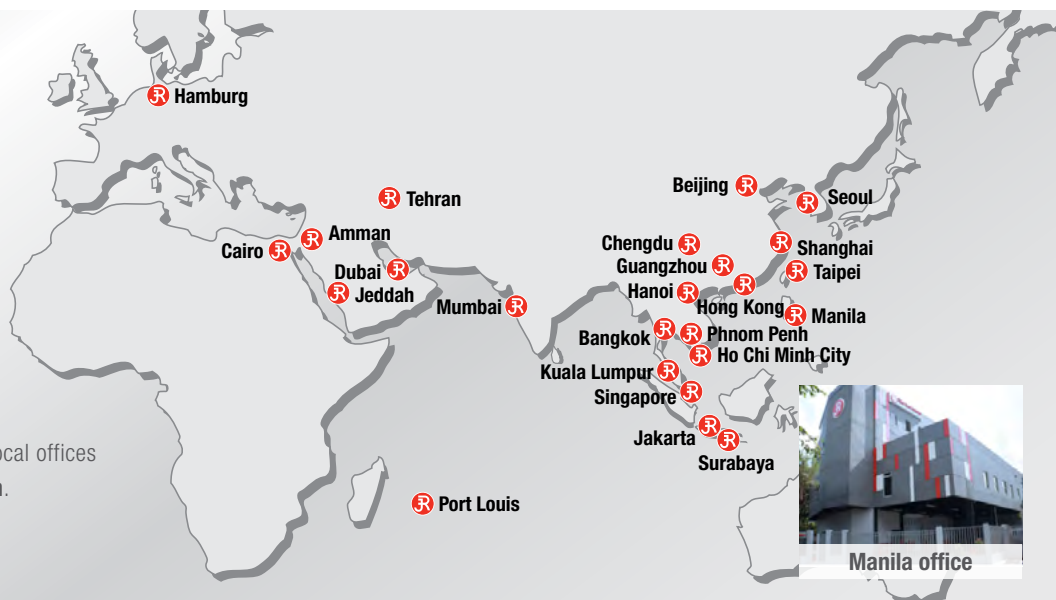 Hamburg
Tehran
Beijing
Seoul
Amman
Cairo
Chengdu
Shanghai
Guangzhou
Taipei
Dubai
Jeddah
Hanoi
Mumbai
Hong Kong
Manila
Bangkok
Phnom Penh
Ho Chi Minh City
Kuala Lumpur
Singapore
Jakarta
Surabaya
ocal offices
.
Port Louis
Manila office